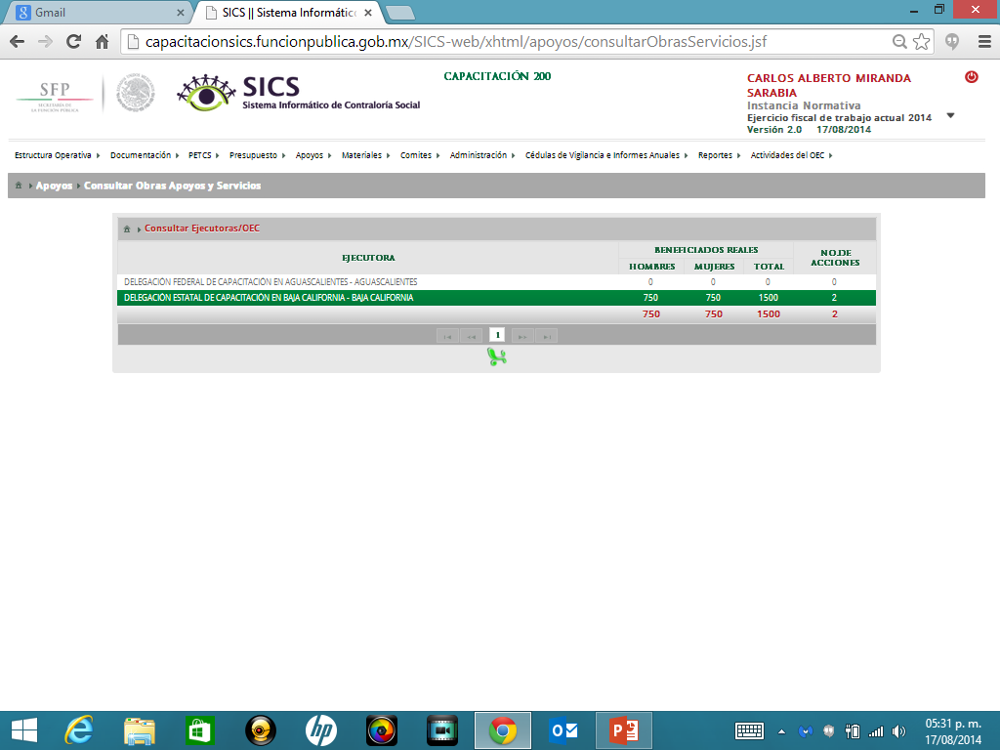 Gmail
SICS || Sistema Informátic
capacitacionsics.funcionpublica.gob.mx/SICS-web/xhtml/apoyos/consultarObrasServicios.jsf
SFP
SECRETARÍA DE
LA FUNCIÓN PÚBLICA
SICS
Sistema Informático de Contraloría Social
CAPACITACIÓN 200
CARLOS ALBERTO MIRANDA
SARABIA
Instancia Normativa
Ejercicio fiscal de trabajo actual 2014
Versión 2.0 17/08/2014
Estructura Operativa Documentación PETCS Presupuesto Apoyos Materiales Comites Administración Cédulas de Vigilancia e Informes Anuales Reportes Actividades del OEC
Apoyos Consultar Obras Apoyos y Servicios
Consultar Ejecutoras/OEC
EJECUTORA BENEFICIADOS REALES NO.DE ACCIONES
HOMBRES MUJERES TOTAL
DELEGACIÓN FEDERAL DE CAPACITACIÓN EN AGUASCALIENTES - AGUASCALIENTES 0 0 0 0
DELEGACIÓN ESTATAL DE CAPACITACIÓN EN BAJA CALIFORNIA - BAJA CALIFORNIA 750 750 1500 2
750 750 1500 2
1
05:31 p. m.
17/08/2014